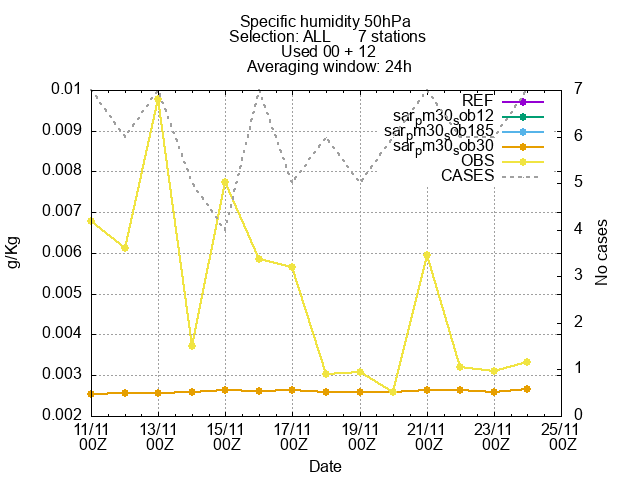 Specific humidity 50hPa
Selection: ALL 7 stations
Used 00 + 12
Averaging window: 24h
0.01
0.009
0.008
0.007
0.006
0.005
0.004
0.003
0.002
g/Kg
7
6
5
4
3
2
1
0
No cases
REF
sar_pm30_sob12
sar_pm30_sob185
sar_pm30_sob30
OBS
CASES
11/11 13/11 15/11 17/11 19/11 21/11 23/11 25/11
00Z 00Z 00Z 00Z 00Z 00Z 00Z 00Z
Date